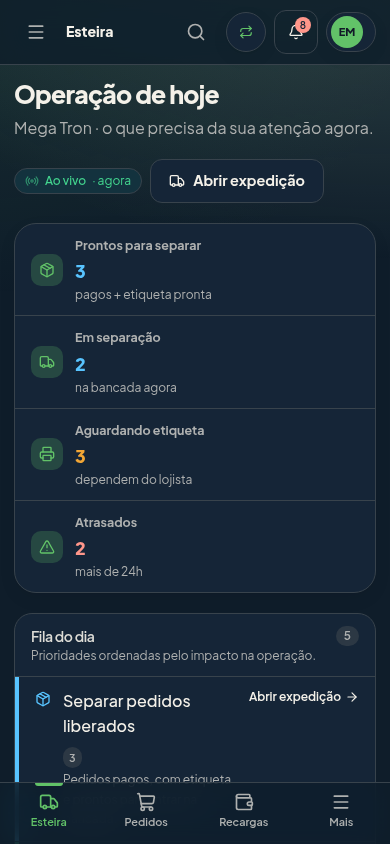 Esteira
8
EM
Operação de hoje
Mega Tron · o que precisa da sua atenção agora.
Ao vivo · agora
Abrir expedição
Prontos para separar
3
pagos + etiqueta pronta
Em separação
2
na bancada agora
Aguardando etiqueta
3
dependem do lojista
Atrasados
2
mais de 24h
Fila do dia
5
Prioridades ordenadas pelo impacto na operação.
Separar pedidos
liberados
Abrir expedição →
3
Pedidos pagos, com etiqueta
Esteira
Pedidos
Recargas
Mais